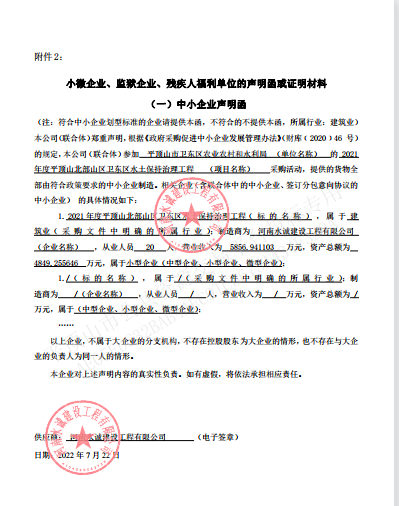 附件2：
小微企业、监狱企业、残疾人福利单位的声明函或证明材料
（一）中小企业声明函
（注：符合中小企业划型标准的企业请提供本函，不符合的不提供本函，所属行业：建筑业）
本公司（联合体）郑重声明，根据《政府采购促进中小企业发展管理办法》（财库﹝2020﹞46 号）
的规定，本公司（联合体）参加 平顶山市卫东区农业农村和水利局 （单位名称） 的 2021
年度平顶山北部山区卫东区水土保持治理工程 （项目名称） 采购活动，提供的货物全
部由符合政策要求的中小企业制造。相关企业（含联合体中的中小企业、签订分包意向协议的
中小企业） 的具体情况如下：
1. 2021年度平顶山北部山区卫东区水土保持治理工程（标的名称），属于建
筑业（采购文件中明确的所属行业）；制造商为 河南水诚建设工程有限公司
（企业名称） ，从业人员 20 人，营业收入为 5856.941103 万元，资产总额为
4849.255646 万元，属于小型企业（中型企业、小型企业、微型企业）；
1./（标的名称），属于/（采购文件中明确的所属行业）；制
造商为 /（企业名称） ，从业人员 / 人，营业收入为 / 万元，资产总额为 /
万元，属于（中型企业、小型企业、微型企业）；
……
以上企业，不属于大企业的分支机构，不存在控股股东为大企业的情形，也不存在与大企
业的负责人为同一人的情形。
本企业对上述声明内容的真实性负责。如有虚假，将依法承担相应责任。
供应商： 河南水诚建设工程有限公司 （电子签章）
日期：2022 年 7 月 22 日